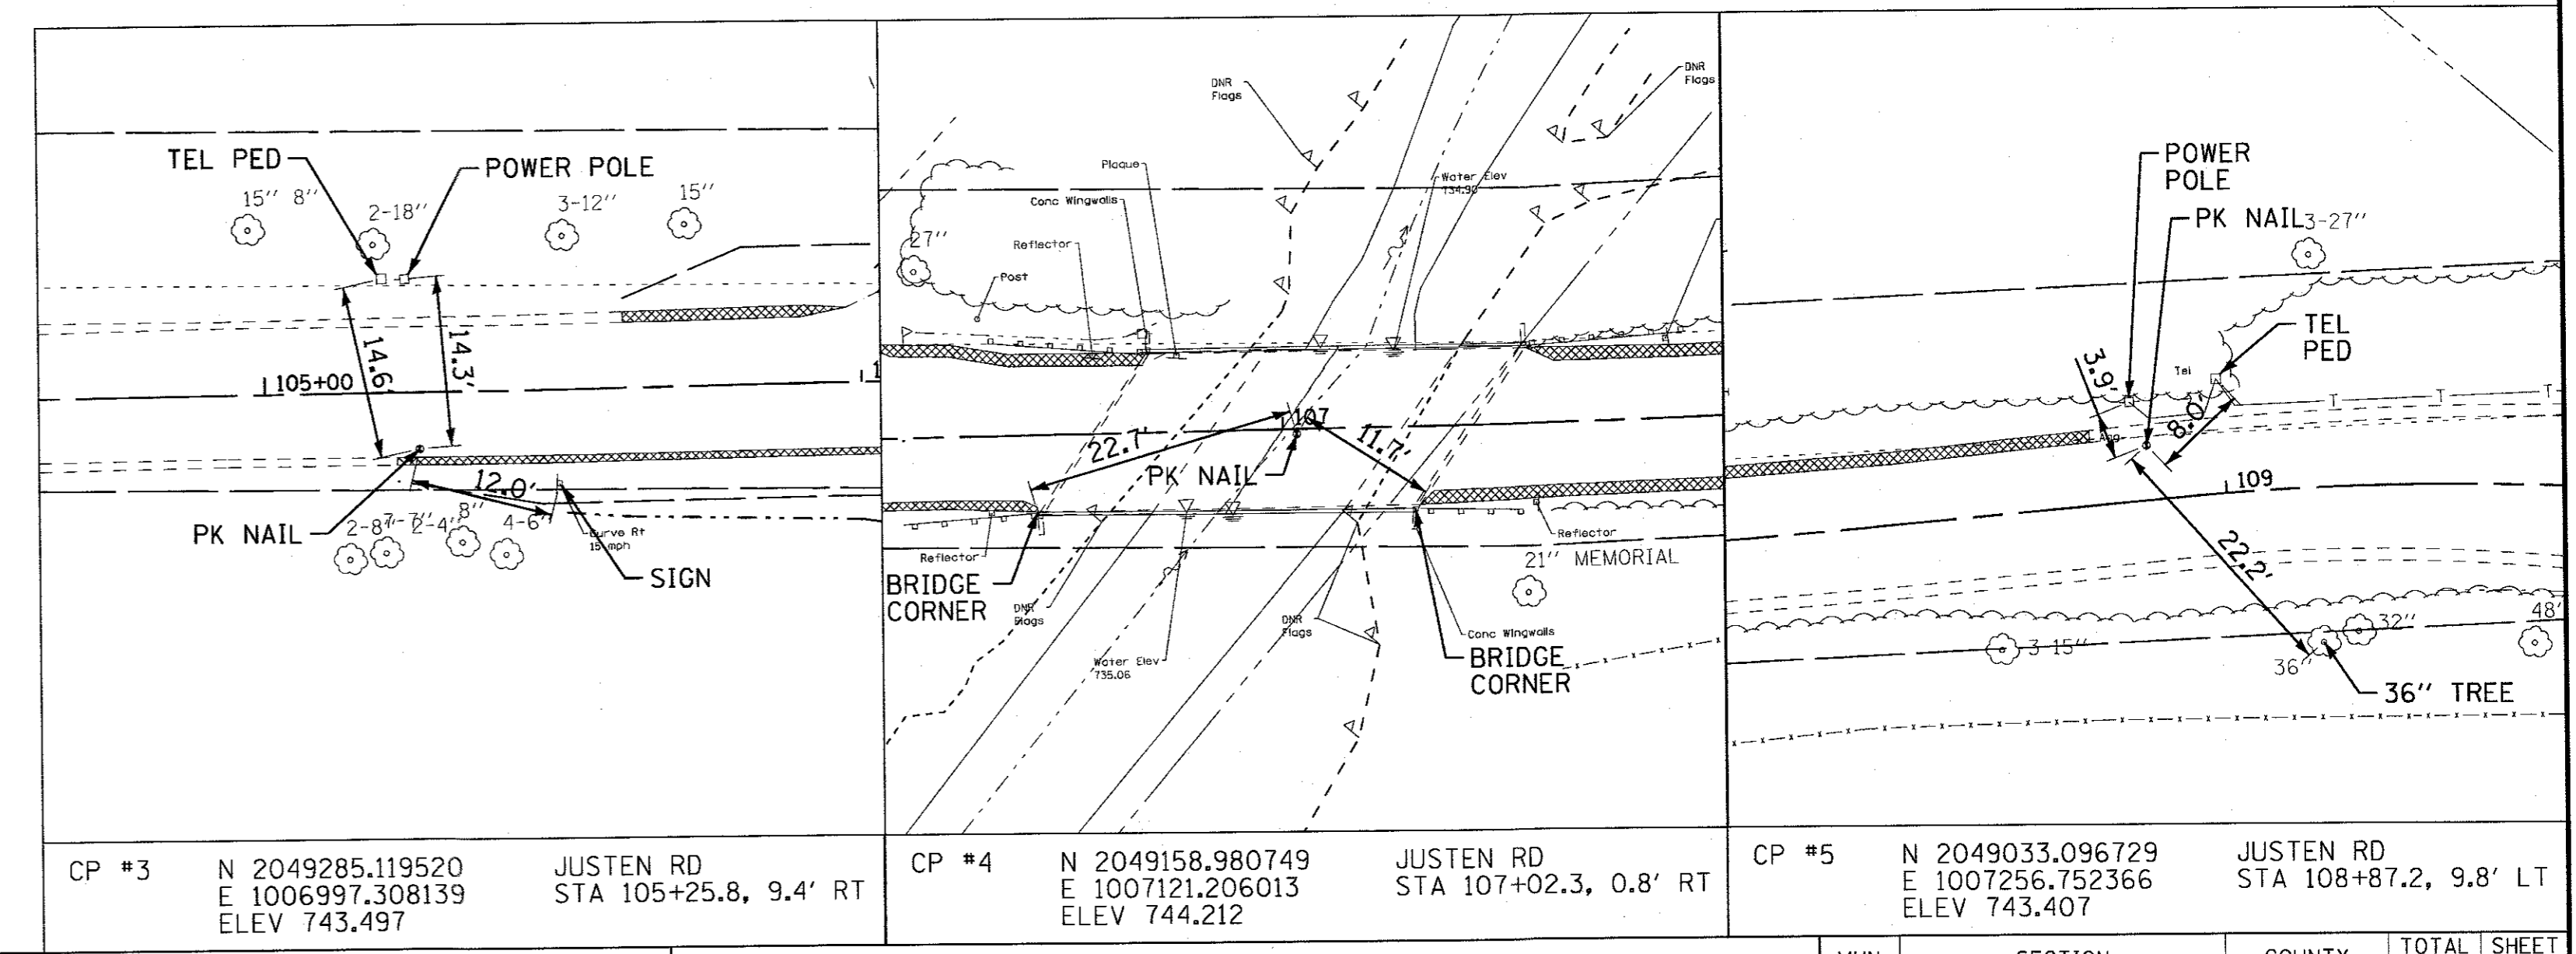 TEL PED
POWER POLE
15" 8"
2-18"
3-12"
15"
14.6'
14.3'
105+00
12.0'
PK NAIL
2-8"
7-7"
2-4"
8"
4-6"
Curve Rt
15 mph
SIGN
CP #3
N 2049285.119520
E 1006997.308139
ELEV 743.497
JUSTEN RD
STA 105+25.8, 9.4' RT
DNR
Flags
DNR
Flags
Plaque
Water Elev
734.90
Conc Wingwalls
27"
Reflector
Post
107
22.7'
11.7'
PK NAIL
Reflector
Reflector
21" MEMORIAL
BRIDGE
CORNER
DNR
Flags
DNR
Flags
Conc Wingwalls
Water Elev
735.06
BRIDGE
CORNER
CP #4
N 2049158.980749
E 1007121.206013
ELEV 744.212
JUSTEN RD
STA 107+02.3, 0.8' RT
POWER
POLE
PK NAIL
3-27"
TEL
PED
Tel
3.9'
8.0'
109
22.2'
3-15"
32"
48"
36"
36" TREE
CP #5
N 2049033.096729
E 1007256.752366
ELEV 743.407
JUSTEN RD
STA 108+87.2, 9.8' LT
TOTAL
SHEET
SECTION
COUNTY